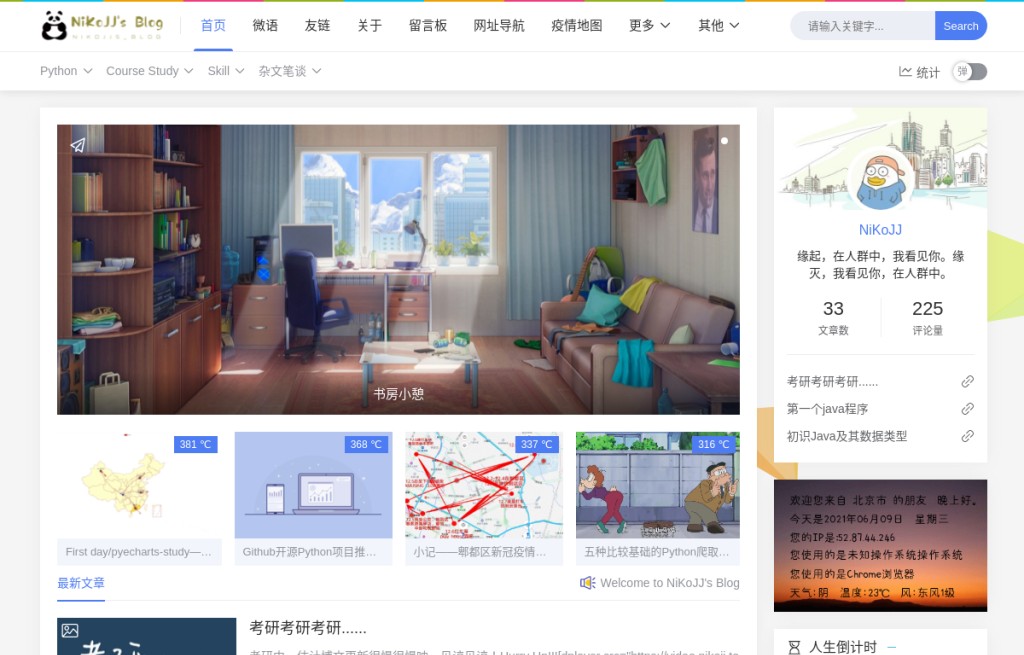 NiKoJJ's Blog
NIKOJJS_BLOG
首页 微语 友链 关于 留言板 网址导航 疫情地图 更多 其他
请输入关键字... Search
Python Course Study Skill 杂文笔谈
统计 弹
书房小憩
381 ℃ 368 ℃ 337 ℃ 316 ℃
First day/pyecharts-study—... Github开源Python项目推... 小记——郫都区新冠疫情... 五种比较基础的Python爬取...
最新文章 Welcome to NiKoJJ's Blog
考研考研考研......
NiKoJJ
缘起，在人群中，我看见你。缘
灭，我看见你，在人群中。
33 225
文章数 评论量
考研考研考研......
第一个java程序
初识Java及其数据类型
欢迎您来自 北京市 的朋友 晚上好。
今天是2021年06月09日 星期三
您的IP是:52.87.44.246
您使用的是未知操作系统操作系统
您使用的是Chrome浏览器
天气:阴 温度:23℃ 风:东风1级
人生倒计时